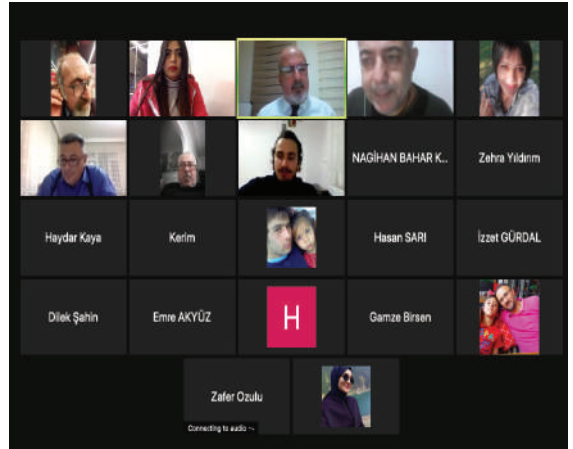 NAGİHAN BAHAR K...
Zehra Yıldırım
Haydar Kaya
Kerim
Hasan SARI
İzzet GÜRDAL
Dilek Şahin
Emre AKYÜZ
H
Gamze Birsen
Zafer Ozulu
Connecting to audio